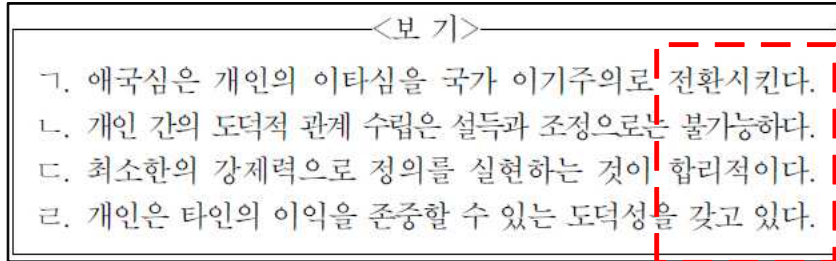 <보 기>
ㄱ. 애국심은 개인의 이타심을 국가 이기주의로 전환시킨다.
ㄴ. 개인 간의 도덕적 관계 수립은 설득과 조정으로는 불가능하다.
ㄷ. 최소한의 강제력으로 정의를 실현하는 것이 합리적이다.
ㄹ. 개인은 타인의 이익을 존중할 수 있는 도덕성을 갖고 있다.